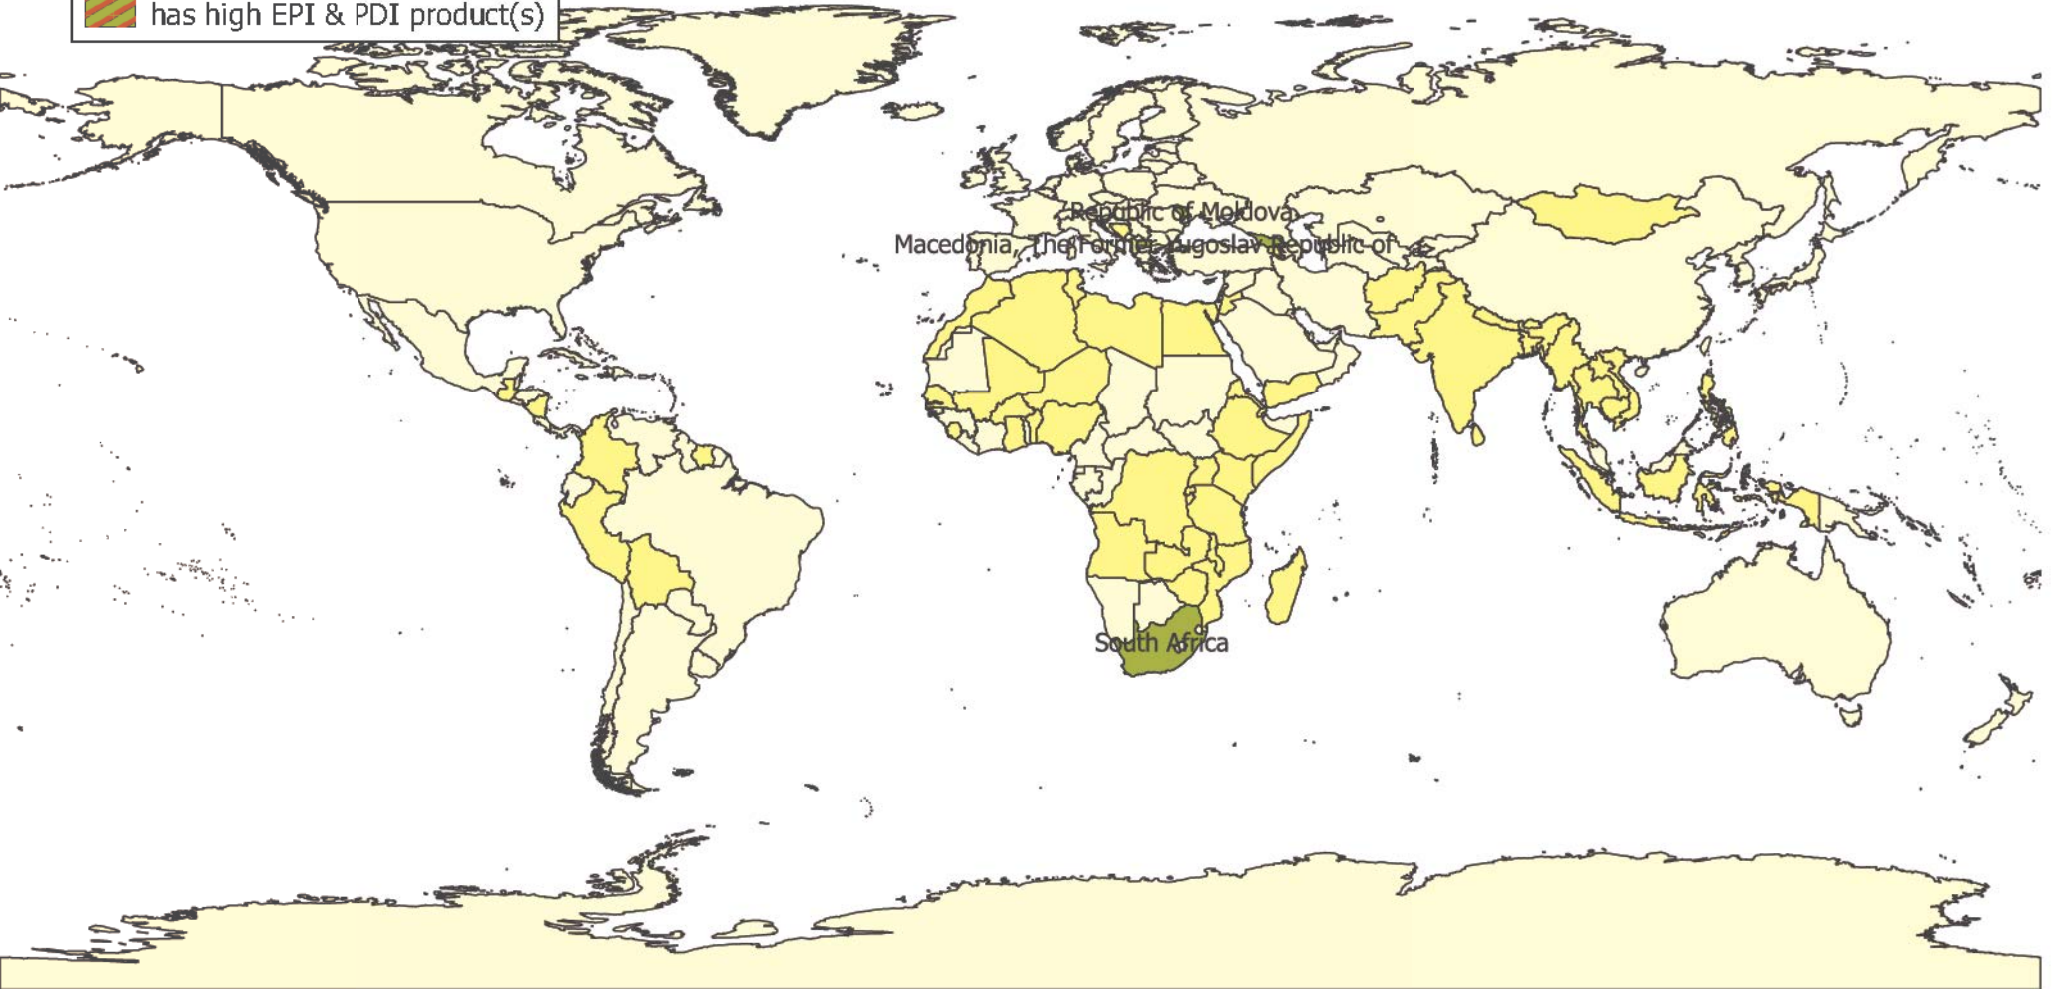 has high EPI & PDI product(s)
Republic of Moldova
Macedonia, The Former Yugoslav Republic of
South Africa